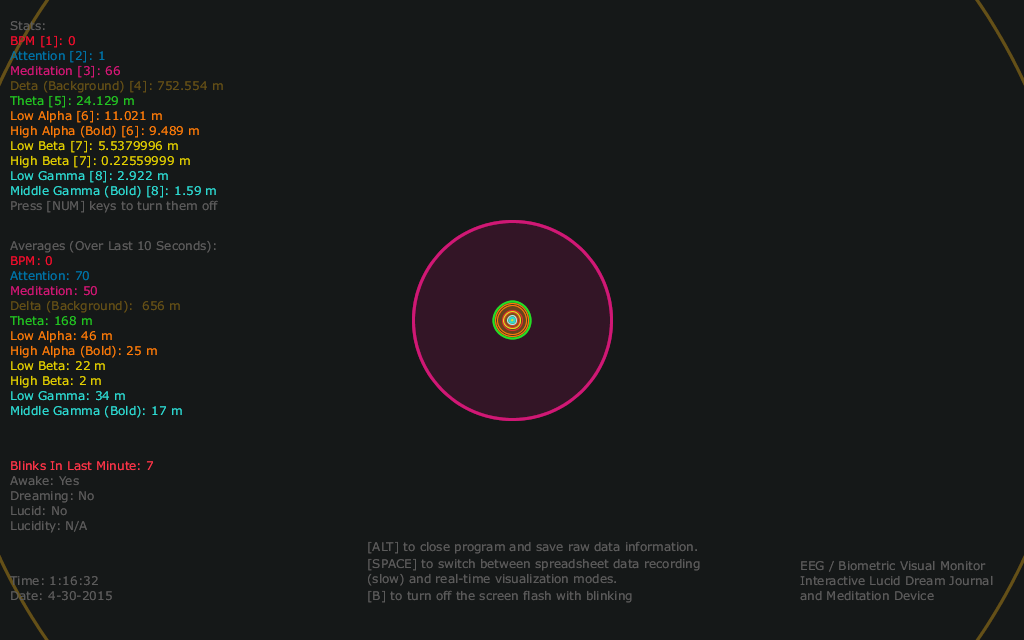 Stats:
BPM [1]: 0
Attention [2]: 1
Meditation [3]: 66
Deta (Background) [4]: 752.554 m
Theta [5]: 24.129 m
Low Alpha [6]: 11.021 m
High Alpha (Bold) [6]: 9.489 m
Low Beta [7]: 5.5379996 m
High Beta [7]: 0.22559999 m
Low Gamma [8]: 2.922 m
Middle Gamma (Bold) [8]: 1.59 m
Press [NUM] keys to turn them off
Averages (Over Last 10 Seconds):
BPM: 0
Attention: 70
Meditation: 50
Delta (Background): 656 m
Theta: 168 m
Low Alpha: 46 m
High Alpha (Bold): 25 m
Low Beta: 22 m
High Beta: 2 m
Low Gamma: 34 m
Middle Gamma (Bold): 17 m
Blinks In Last Minute: 7
Awake: Yes
Dreaming: No
Lucid: No
Lucidity: N/A
Time: 1:16:32
Date: 4-30-2015
[ALT] to close program and save raw data information.
[SPACE] to switch between spreadsheet data recording
(slow) and real-time visualization modes.
[B] to turn off the screen flash with blinking
EEG / Biometric Visual Monitor
Interactive Lucid Dream Journal
and Meditation Device